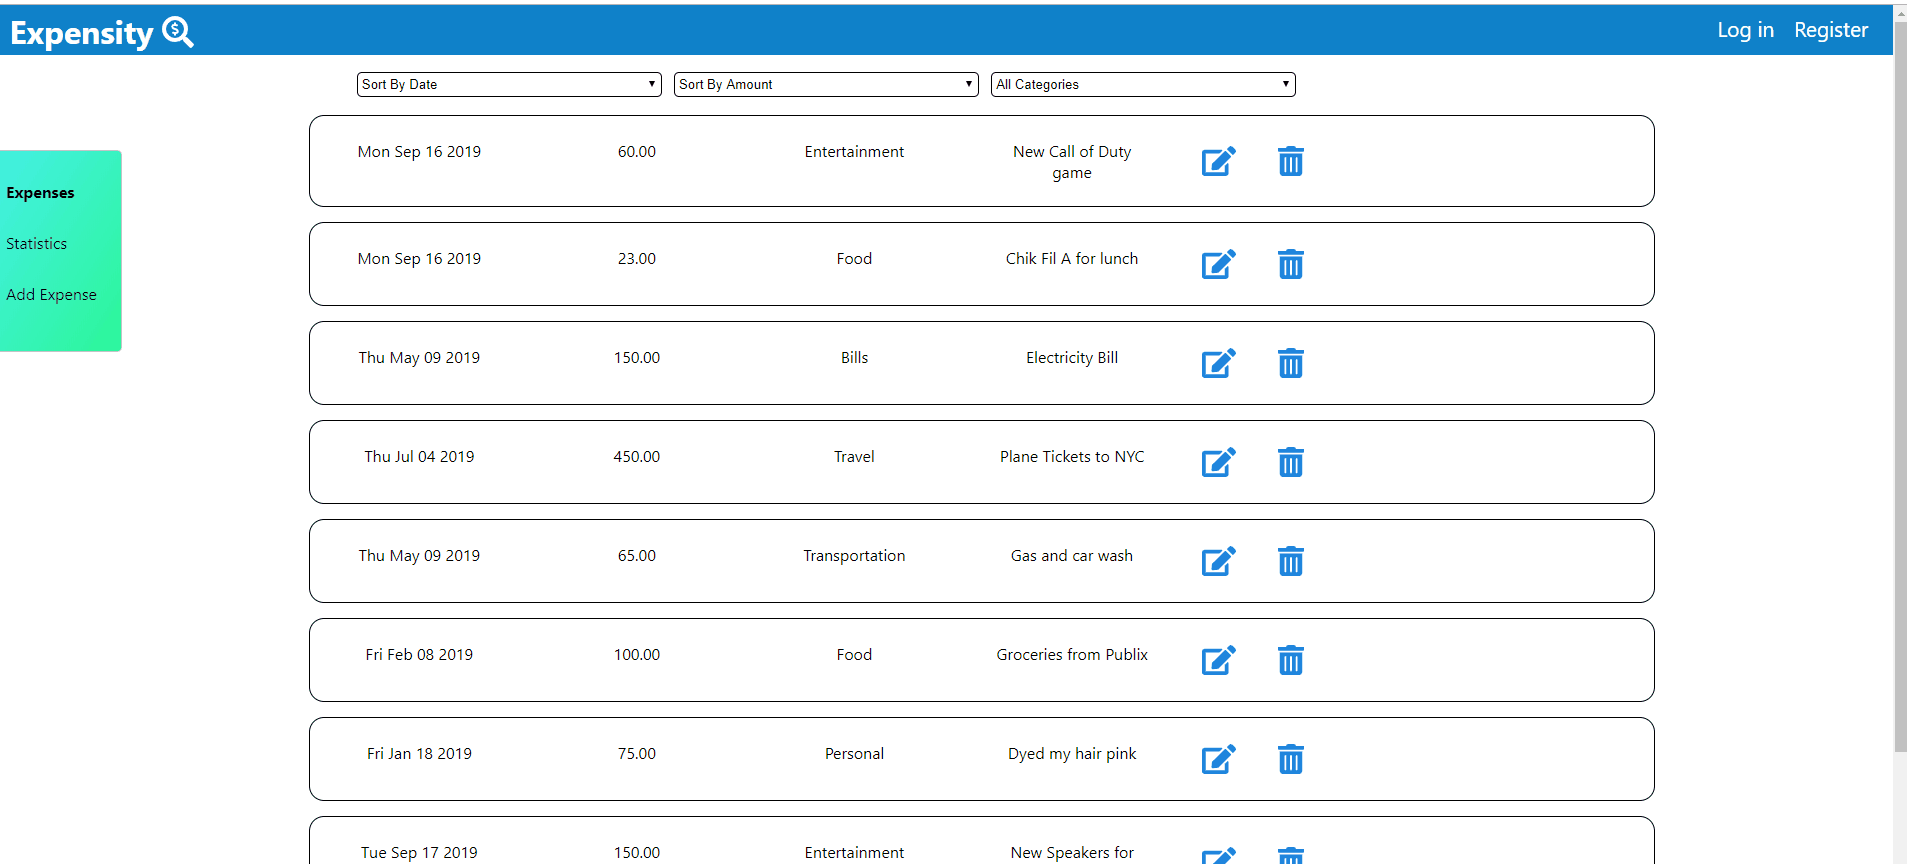 Expensity
Log in Register
Sort By Date Sort By Amount All Categories
Expenses
Statistics
Add Expense
Mon Sep 16 2019 60.00 Entertainment New Call of Duty
game
Mon Sep 16 2019 23.00 Food Chik Fil A for lunch
Thu May 09 2019 150.00 Bills Electricity Bill
Thu Jul 04 2019 450.00 Travel Plane Tickets to NYC
Thu May 09 2019 65.00 Transportation Gas and car wash
Fri Feb 08 2019 100.00 Food Groceries from Publix
Fri Jan 18 2019 75.00 Personal Dyed my hair pink
Tue Sep 17 2019 150.00 Entertainment New Speakers for